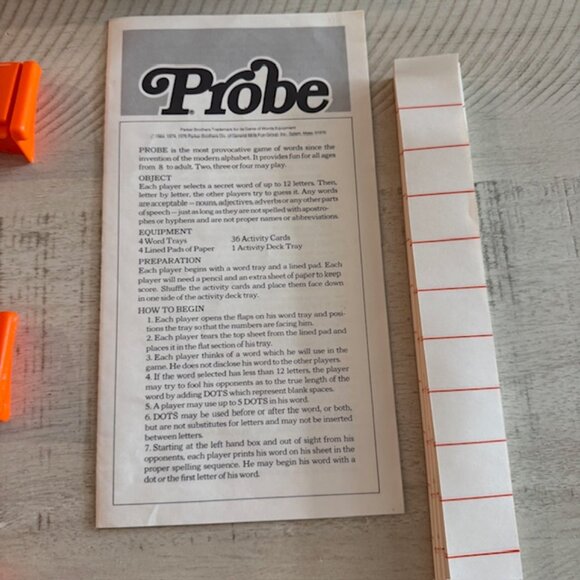 Probe
Parker Brothers Trademark for its Game of Words Equipment
© 1964, 1974, 1976 Parker Brothers Div. of General Mills Fun Group, Inc., Salem, Mass. 01970
PROBE is the most provocative game of words since the
invention of the modern alphabet. It provides fun for all ages
from 8 to adult. Two, three or four may play.
OBJECT
Each player selects a secret word of up to 12 letters. Then,
letter by letter, the other players try to guess it. Any words
are acceptable — nouns, adjectives, adverbs or any other parts
of speech — just as long as they are not spelled with apostro-
phes or hyphens and are not proper names or abbreviations.
EQUIPMENT
4 Word Trays 36 Activity Cards
4 Lined Pads of Paper 1 Activity Deck Tray
PREPARATION
Each player begins with a word tray and a lined pad. Each
player will need a pencil and an extra sheet of paper to keep
score. Shuffle the activity cards and place them face down
in one side of the activity deck tray.
HOW TO BEGIN
1. Each player opens the flaps on his word tray and posi-
tions the tray so that the numbers are facing him.
2. Each player tears the top sheet from the lined pad and
places it in the flat section of his tray.
3. Each player thinks of a word which he will use in the
game. He does not disclose his word to the other players.
4. If the word selected has less than 12 letters, the player
may try to fool his opponents as to the true length of the
word by adding DOTS which represent blank spaces.
5. A player may use up to 5 DOTS in his word.
6. DOTS may be used before or after the word, or both,
but are not substitutes for letters and may not be inserted
between letters.
7. Starting at the left hand box and out of sight from his
opponents, each player prints his word on his sheet in the
proper spelling sequence. He may begin his word with a
dot or the first letter of his word.